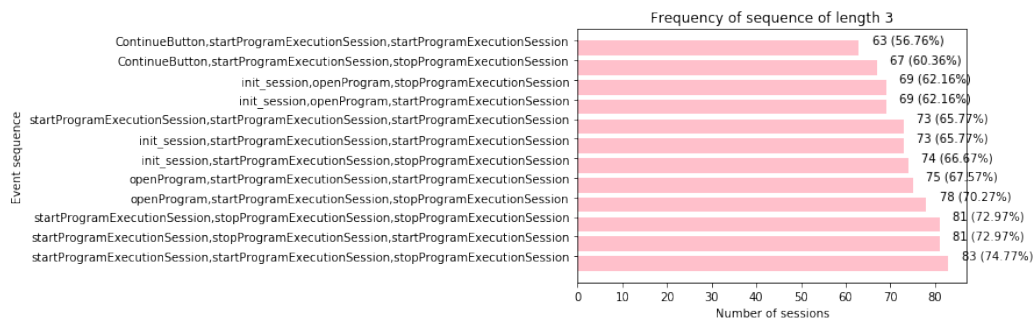 Frequency of sequence of length 3
ContinueButton,startProgramExecutionSession,startProgramExecutionSession 63 (56.76%)
ContinueButton,startProgramExecutionSession,stopProgramExecutionSession 67 (60.36%)
init_session,openProgram,stopProgramExecutionSession 69 (62.16%)
init_session,openProgram,startProgramExecutionSession 69 (62.16%)
startProgramExecutionSession,startProgramExecutionSession,startProgramExecutionSession 73 (65.77%)
init_session,startProgramExecutionSession,startProgramExecutionSession 73 (65.77%)
init_session,startProgramExecutionSession,stopProgramExecutionSession 74 (66.67%)
openProgram,startProgramExecutionSession,startProgramExecutionSession 75 (67.57%)
openProgram,startProgramExecutionSession,stopProgramExecutionSession 78 (70.27%)
startProgramExecutionSession,stopProgramExecutionSession,stopProgramExecutionSession 81 (72.97%)
startProgramExecutionSession,stopProgramExecutionSession,startProgramExecutionSession 81 (72.97%)
startProgramExecutionSession,startProgramExecutionSession,stopProgramExecutionSession 83 (74.77%)
Event sequence
0 10 20 30 40 50 60 70 80
Number of sessions